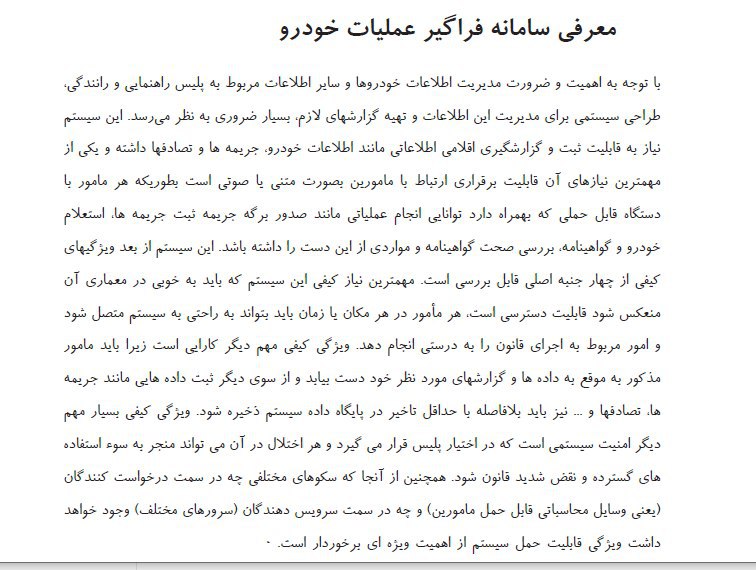 معرفی سامانه فراگیر عملیات خودرو
با توجه به اهمیت و ضرورت مدیریت اطلاعات خودروها و سایر اطلاعات مربوط به پلیس راهنمایی و رانندگی،
طراحی سیستمی برای مدیریت این اطلاعات و تهیه گزارشهای لازم، بسیار ضروری به نظر می‌رسد. این سیستم
نیاز به قابلیت ثبت و گزارشگیری اقلامی اطلاعاتی مانند اطلاعات خودرو، جریمه ها و تصادفها داشته و یکی از
مهمترین نیازهای آن قابلیت برقراری ارتباط با مامورین بصورت متنی یا صوتی است بطوریکه هر مامور با
دستگاه قابل حملی که بهمراه دارد توانایی انجام عملیاتی مانند صدور برگه جریمه ثبت جریمه ها، استعلام
خودرو و گواهینامه، بررسی صحت گواهینامه و مواردی از این دست را داشته باشد. این سیستم از بعد ویژگیهای
کیفی از چهار جنبه اصلی قابل بررسی است. مهمترین نیاز کیفی این سیستم که باید به خوبی در معماری آن
منعکس شود قابلیت دسترسی است، هر مأمور در هر مکان یا زمان باید بتواند به راحتی به سیستم متصل شود
و امور مربوط به اجرای قانون را به درستی انجام دهد. ویژگی کیفی مهم دیگر کارایی است زیرا باید مامور
مذکور به موقع به داده ها و گزارشهای مورد نظر خود دست بیابد و از سوی دیگر ثبت داده هایی مانند جریمه
ها، تصادفها و ... نیز باید بلافاصله با حداقل تاخیر در پایگاه داده سیستم ذخیره شود. ویژگی کیفی بسیار مهم
دیگر امنیت سیستمی است که در اختیار پلیس قرار می گیرد و هر اختلال در آن می تواند منجر به سوء استفاده
های گسترده و نقض شدید قانون شود. همچنین از آنجا که سکوهای مختلفی چه در سمت درخواست کنندگان
(یعنی وسایل محاسباتی قابل حمل مامورین) و چه در سمت سرویس دهندگان (سرورهای مختلف) وجود خواهد
داشت ویژگی قابلیت حمل سیستم از اهمیت ویژه ای برخوردار است. ۰